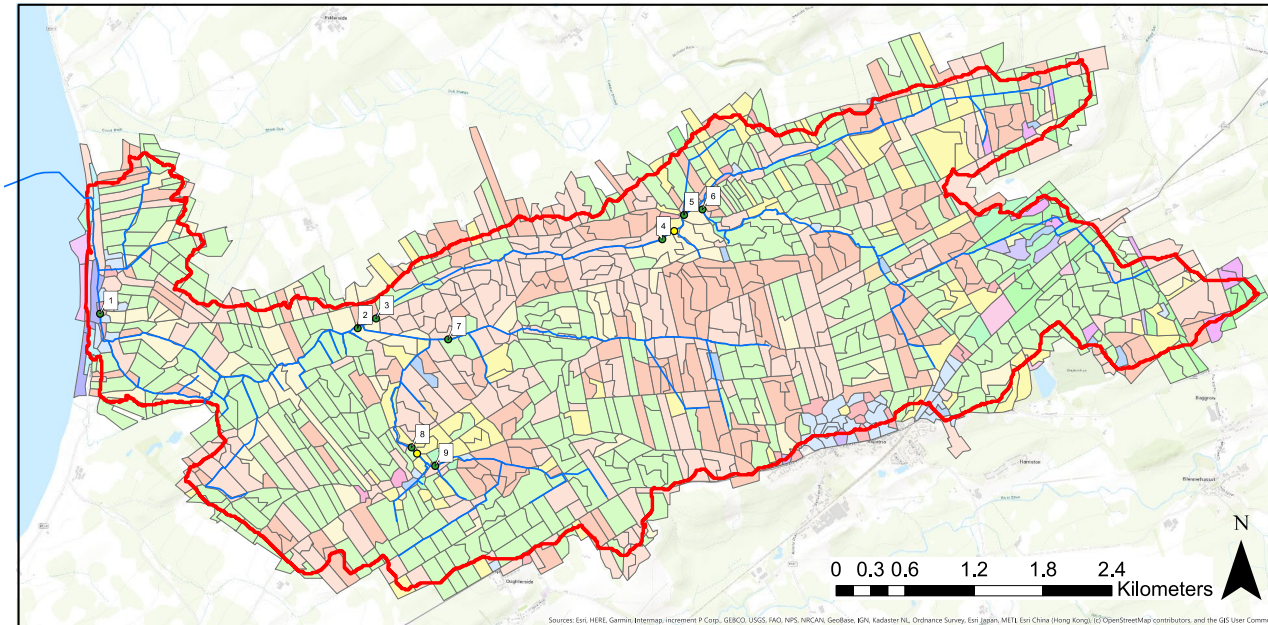 5
6
4
1
3
2
7
8
9
N
0 0.3 0.6 1.2 1.8 2.4
Kilometers
Sources: Esri, HERE, Garmin, Intermap, increment P Corp., GEBCO, USGS, FAO, NPS, NRCAN, GeoBase, IGN, Kadaster NL, Ordnance Survey, Esri Japan, METI, Esri China (Hong Kong), (c) OpenStreetMap contributors, and the GIS User Commu